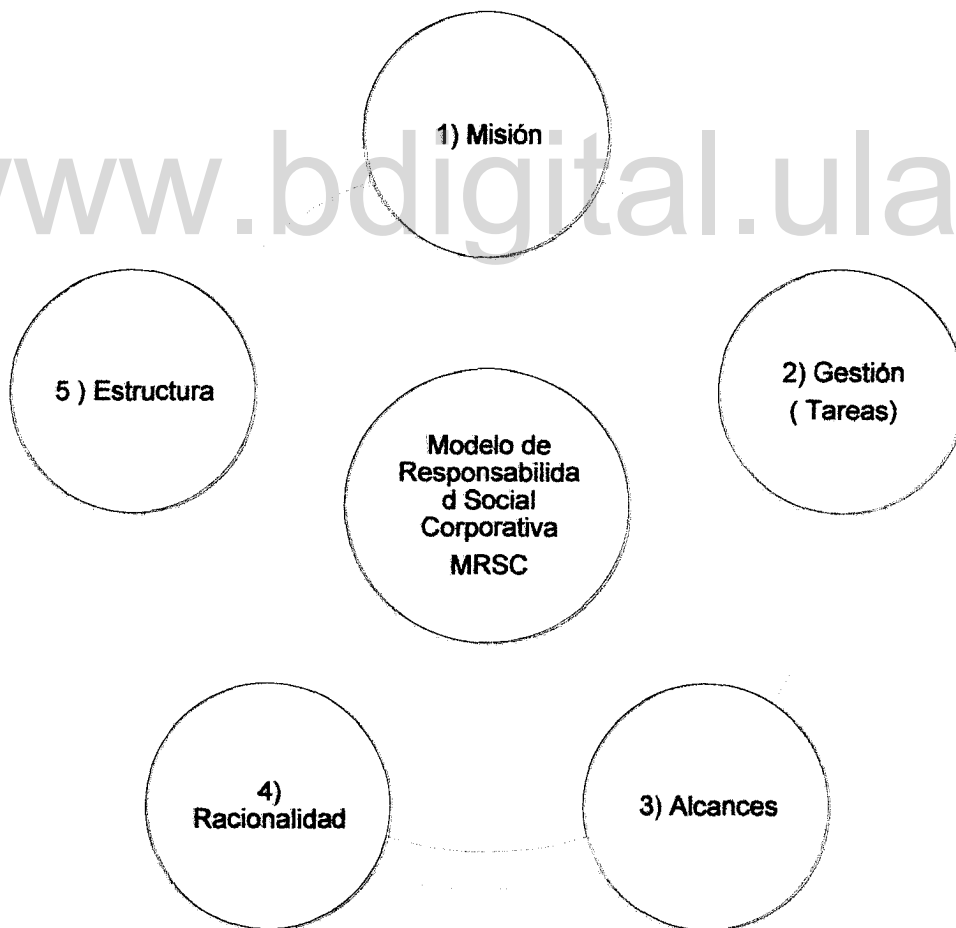 1) Misión
www.bdigital.ula
5 ) Estructura
2) Gestión
( Tareas)
Modelo de
Responsabilida
d Social
Corporativa
MRSC
4)
Racionalidad
3) Alcances